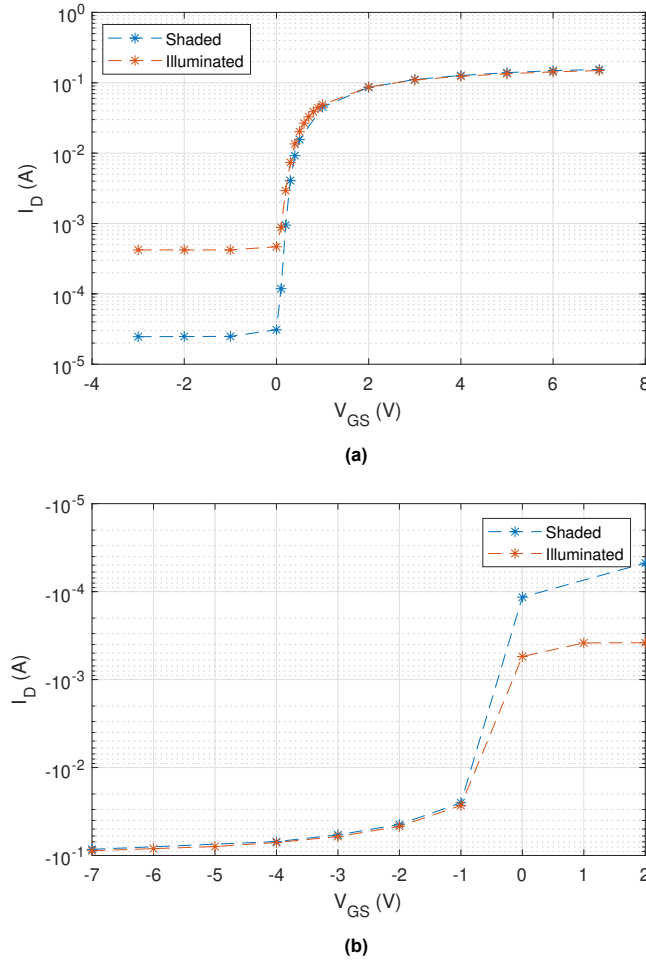 10^0
10^-1
10^-2
10^-3
10^-4
10^-5
I_D (A)
Shaded
Illuminated
-4 -2 0 2 4 6 8
V_GS (V)
(a)
-10^-5
-10^-4
-10^-3
-10^-2
-10^-1
I_D (A)
Shaded
Illuminated
-7 -6 -5 -4 -3 -2 -1 0 1 2
V_GS (V)
(b)